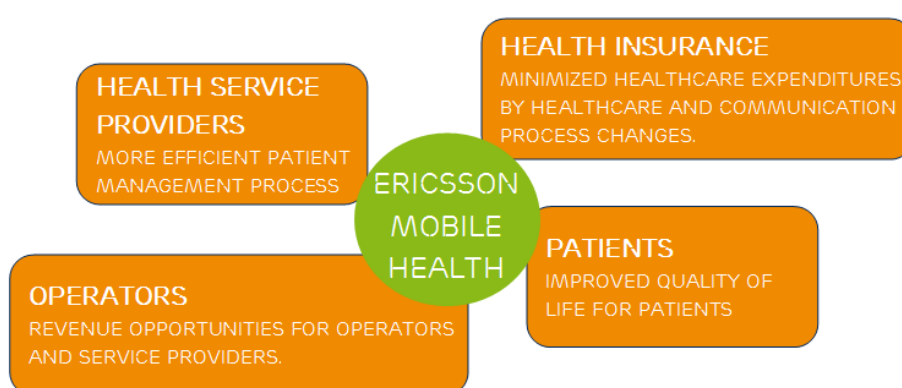 HEALTH SERVICE
PROVIDERS
MORE EFFICIENT PATIENT
MANAGEMENT PROCESS
HEALTH INSURANCE
MINIMIZED HEALTHCARE EXPENDITURES
BY HEALTHCARE AND COMMUNICATION
PROCESS CHANGES.
ERICSSON
MOBILE
HEALTH
OPERATORS
REVENUE OPPORTUNITIES FOR OPERATORS
AND SERVICE PROVIDERS.
PATIENTS
IMPROVED QUALITY OF
LIFE FOR PATIENTS